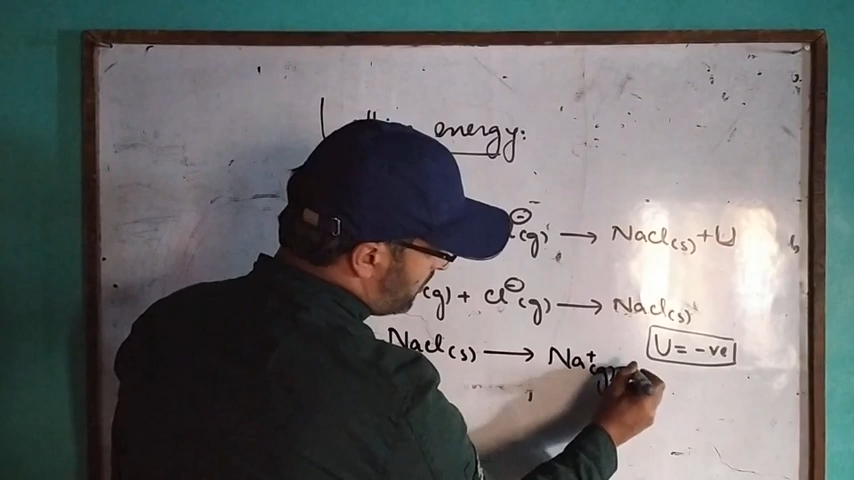 energy:
⊖(g) → NaCl(s) + U
(g) + Cl⊖(g) → NaCl(s)
U = -ve
NaCl(s) → Na+(g)